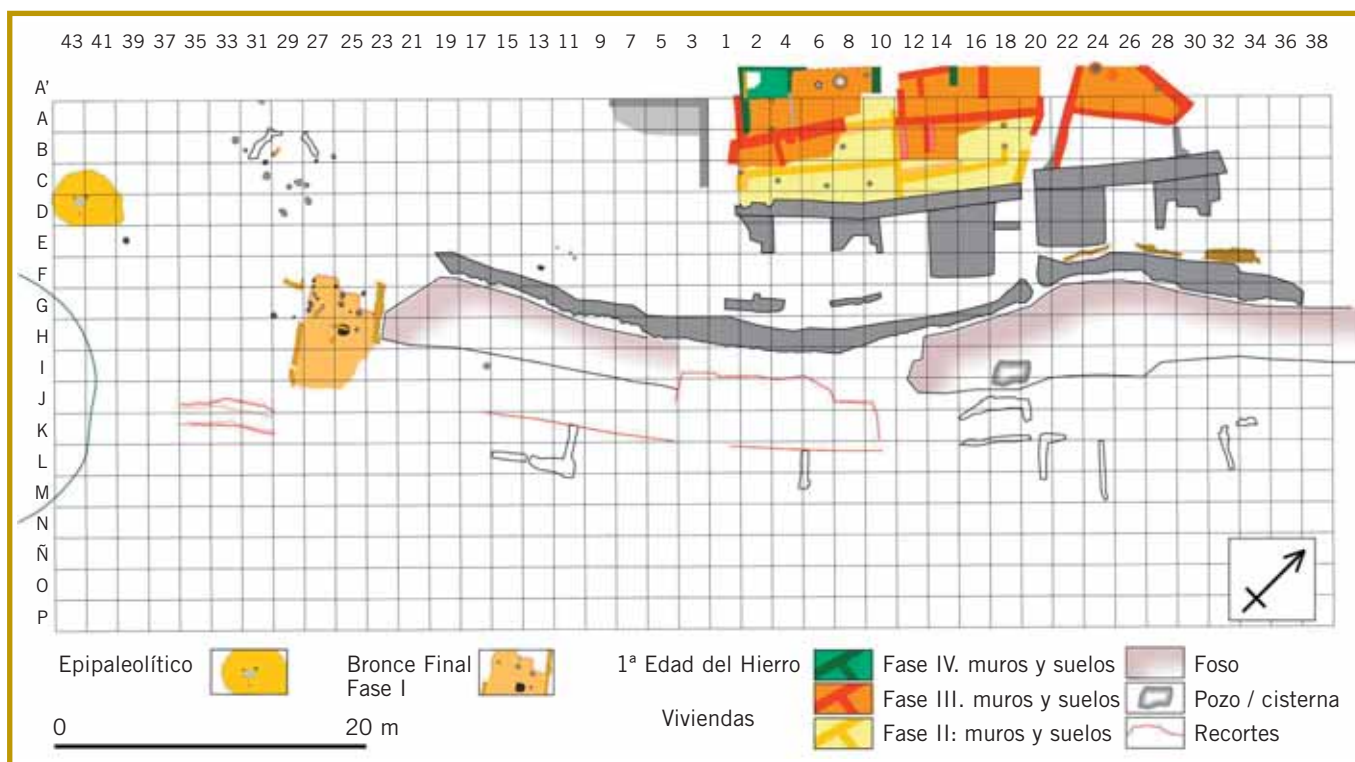 43 41 39 37 35 33 31 29 27 25 23 21 19 17 15 13 11 9 7 5 3 1 2 4 6 8 10 12 14 16 18 20 22 24 26 28 30 32 34 36 38
A'
A
B
C
D
E
F
G
H
I
J
K
L
M
N
Ñ
O
P
Epipaleolítico
Bronce Final
Fase I
1ª Edad del Hierro
Viviendas
Fase IV. muros y suelos
Fase III. muros y suelos
Fase II: muros y suelos
Foso
Pozo / cisterna
Recortes
0 20 m